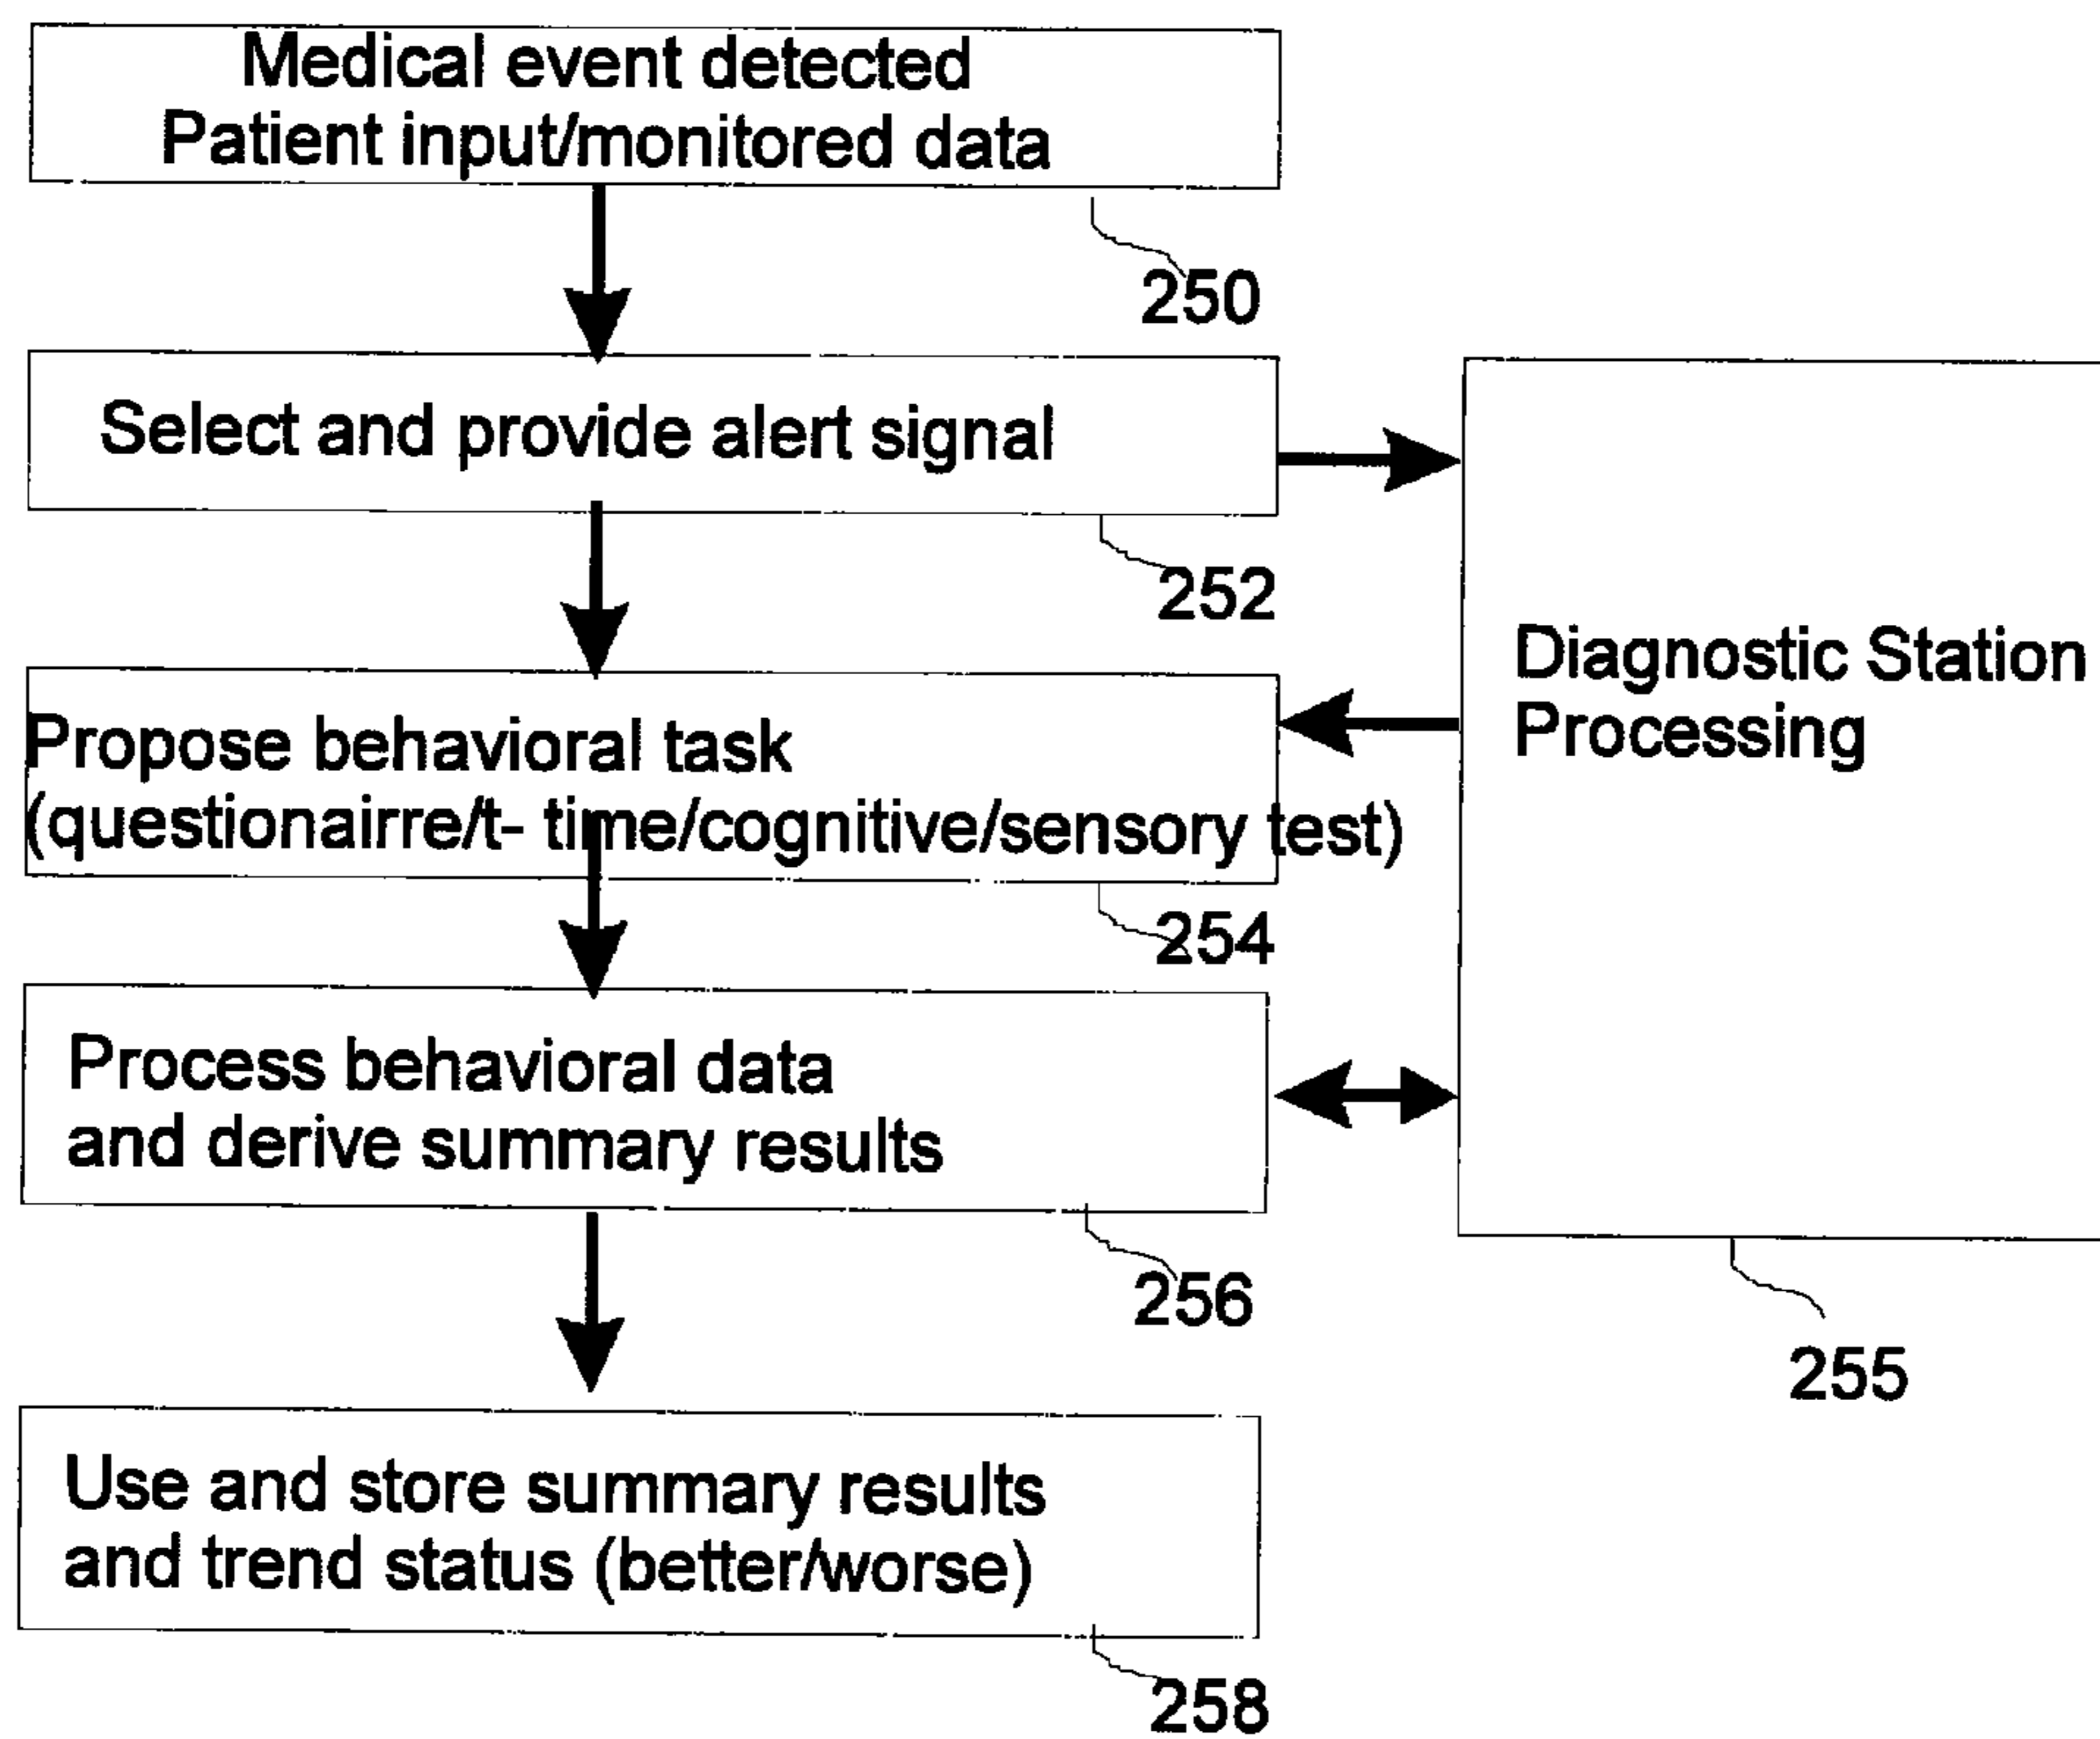 Medical event detected
Patient input/monitored data
250
Select and provide alert signal
252
Propose behavioral task
(questionairre/t- time/cognitive/sensory test)
254
Diagnostic Station
Processing
255
Process behavioral data
and derive summary results
256
Use and store summary results
and trend status (better/worse)
258